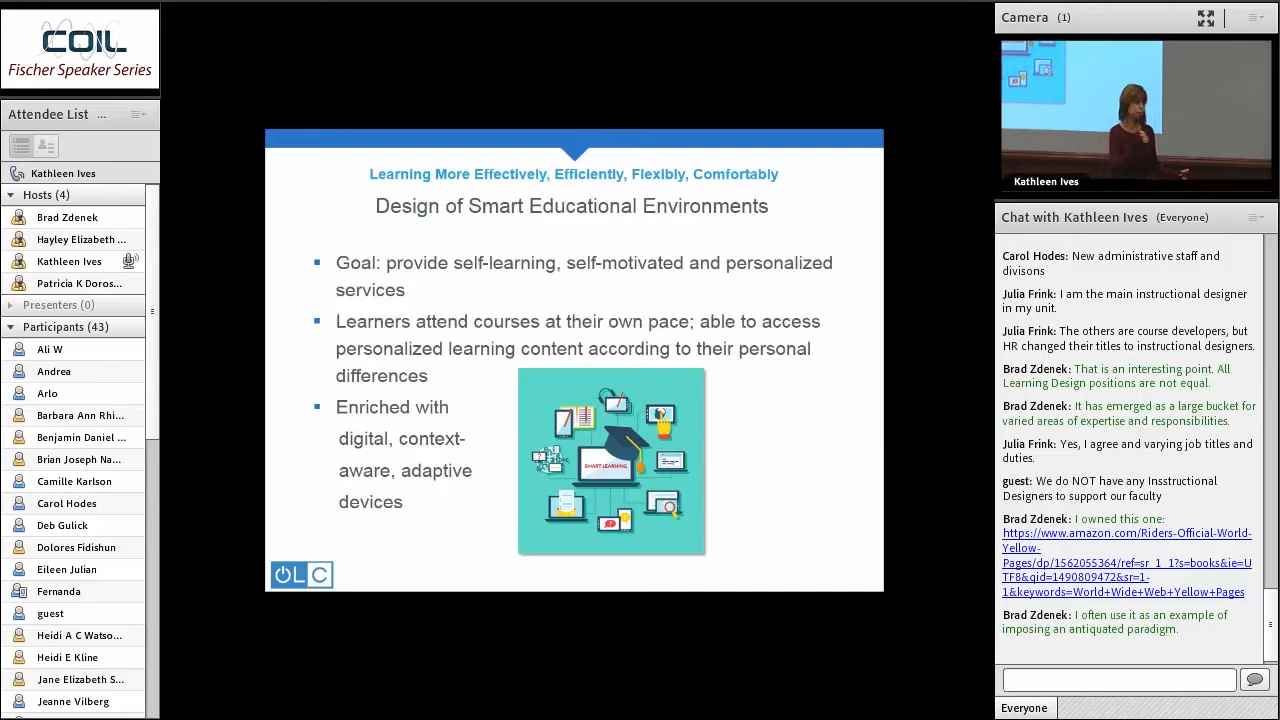 COIL
Fischer Speaker Series
Attendee List ...
Kathleen Ives
Hosts (4)
Brad Zdenek
Hayley Elizabeth ...
Kathleen Ives
Patricia K Doros...
Presenters (0)
Participants (43)
Ali W
Andrea
Arlo
Barbara Ann Rhi...
Benjamin Daniel ...
Brian Joseph Na...
Camille Karlson
Carol Hodes
Deb Gulick
Dolores Fidishun
Eileen Julian
Fernanda
guest
Heidi A C Watso...
Heidi E Kline
Jane Elizabeth S...
Jeanne Vilberg
Learning More Effectively, Efficiently, Flexibly, Comfortably
Design of Smart Educational Environments
Goal: provide self-learning, self-motivated and personalized
services
Learners attend courses at their own pace; able to access
personalized learning content according to their personal
differences
Enriched with
digital, context-
aware, adaptive
devices
SMART LEARNING
OLC
Camera (1)
Kathleen Ives
Chat with Kathleen Ives (Everyone)
Carol Hodes: New administrative staff and
divisons
Julia Frink: I am the main instructional designer
in my unit.
Julia Frink: The others are course developers, but
HR changed their titles to instructional designers.
Brad Zdenek: That is an interesting point. All
Learning Design positions are not equal.
Brad Zdenek: It has emerged as a large bucket for
varied areas of expertise and responsibilities.
Julia Frink: Yes, I agree and varying job titles and
duties.
guest: We do NOT have any Insstructional
Designers to support our faculty
Brad Zdenek: I owned this one:
https://www.amazon.com/Riders-Official-World-
Yellow-
Pages/dp/1562055364/ref=sr_1_1?s=books&ie=U
TF8&qid=1490809472&sr=1-
1&keywords=World+Wide+Web+Yellow+Pages
Brad Zdenek: I often use it as an example of
imposing an antiquated paradigm.
Everyone